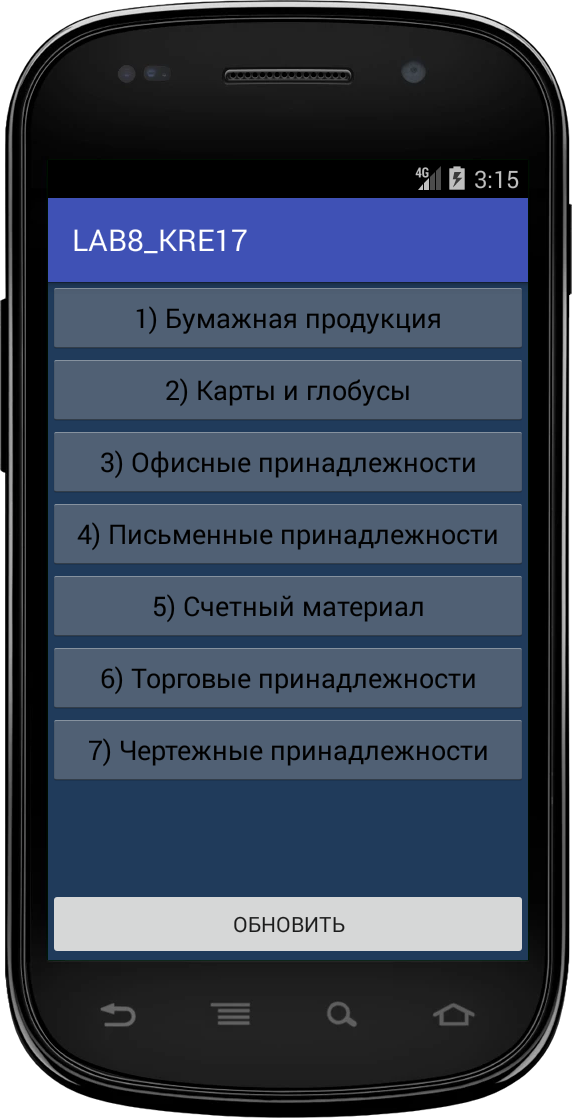 4G 3:15
LAB8_KRE17
1) Бумажная продукция
2) Карты и глобусы
3) Офисные принадлежности
4) Письменные принадлежности
5) Счетный материал
6) Торговые принадлежности
7) Чертежные принадлежности
ОБНОВИТЬ